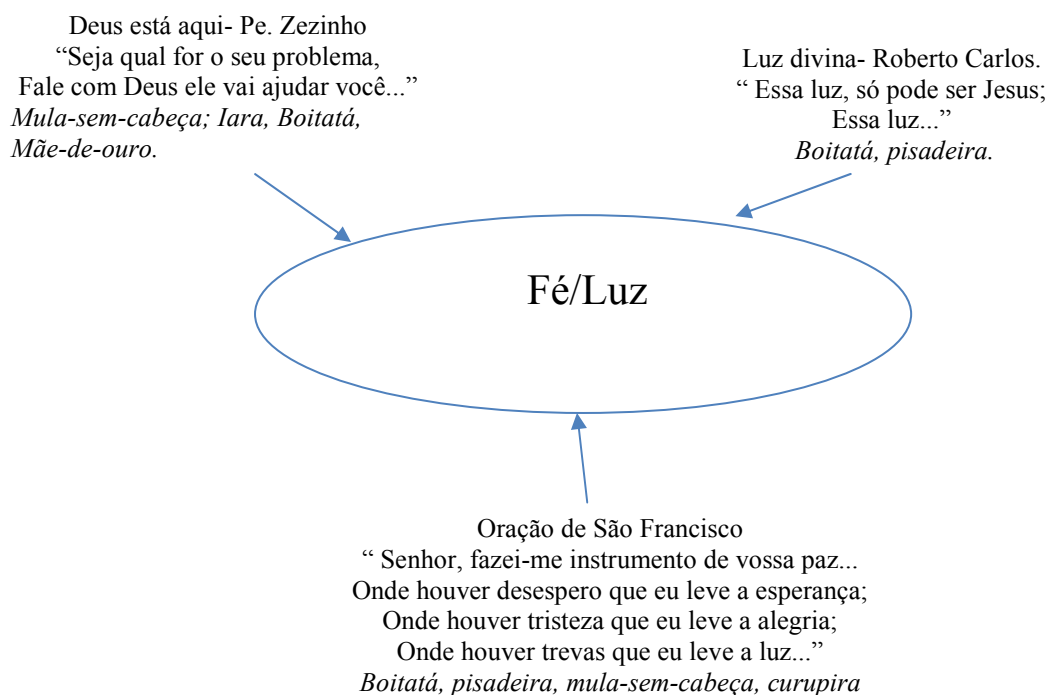 Deus está aqui- Pe. Zezinho
“Seja qual for o seu problema,
Fale com Deus ele vai ajudar você...”
Mula-sem-cabeça; Iara, Boitatá,
Mãe-de-ouro.
Luz divina- Roberto Carlos.
“ Essa luz, só pode ser Jesus;
Essa luz...”
Boitatá, pisadeira.
Fé/Luz
Oração de São Francisco
“ Senhor, fazei-me instrumento de vossa paz...
Onde houver desespero que eu leve a esperança;
Onde houver tristeza que eu leve a alegria;
Onde houver trevas que eu leve a luz...”
Boitatá, pisadeira, mula-sem-cabeça, curupira